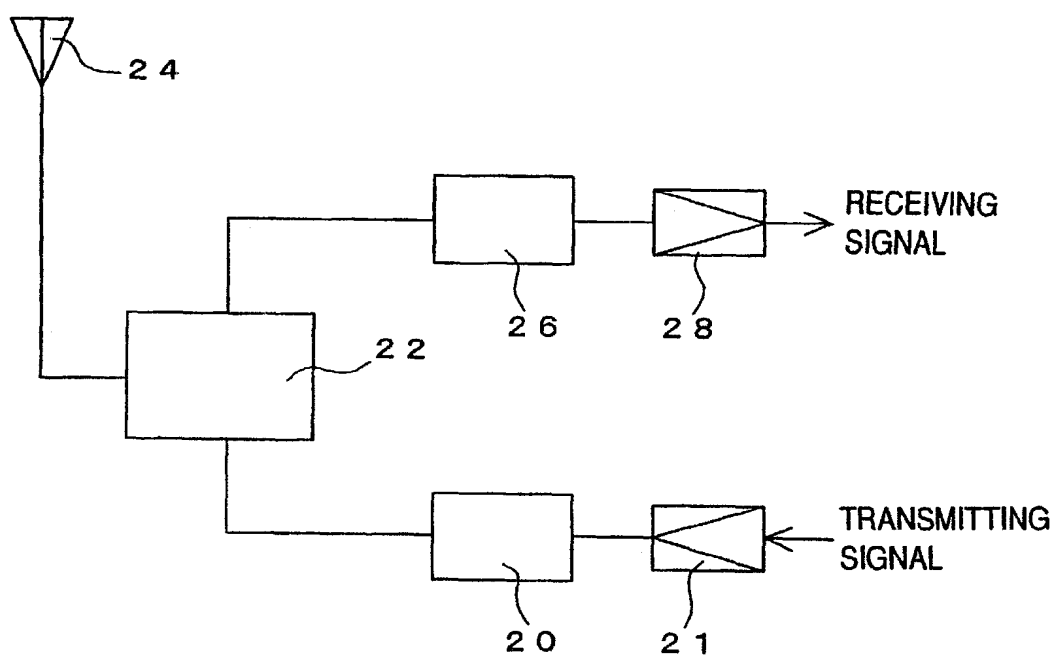 24
RECEIVING
SIGNAL
26
28
22
TRANSMITTING
SIGNAL
20
21